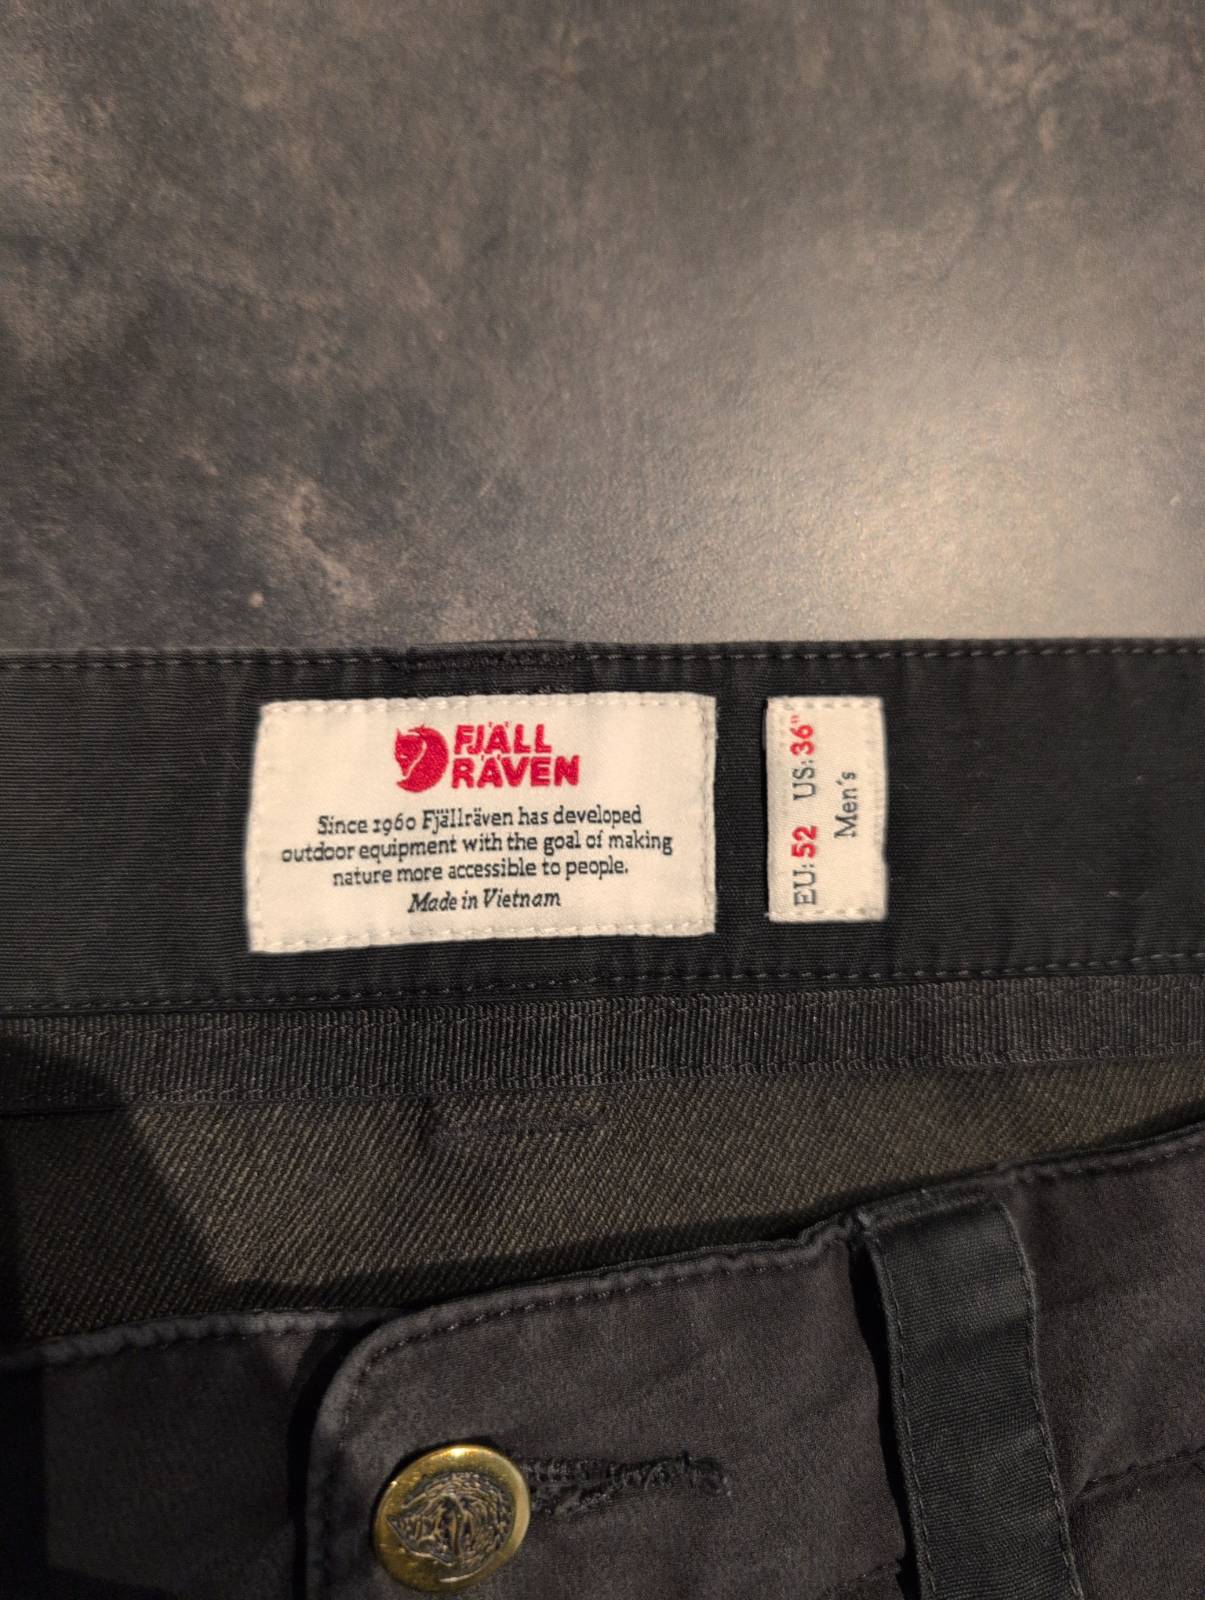 FJÄLL
RÄVEN
Since 1960 Fjällräven has developed
outdoor equipment with the goal of making
nature more accessible to people.
Made in Vietnam
EU: 52 US: 36"
Men´s